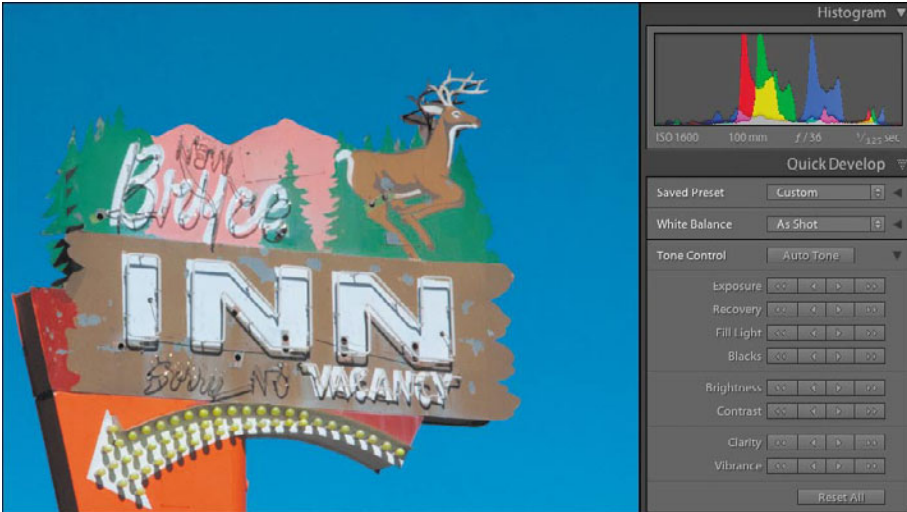 NEW
Bryce
INN
Sorry NO VACANCY
Histogram
ISO 1600 100 mm f / 36 1/125 sec
Quick Develop
Saved Preset Custom
White Balance As Shot
Tone Control Auto Tone
Exposure
Recovery
Fill Light
Blacks
Brightness
Contrast
Clarity
Vibrance
Reset All